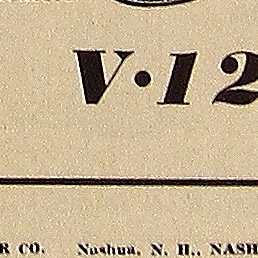 V·12
R CO. Nashua, N. H., NASH